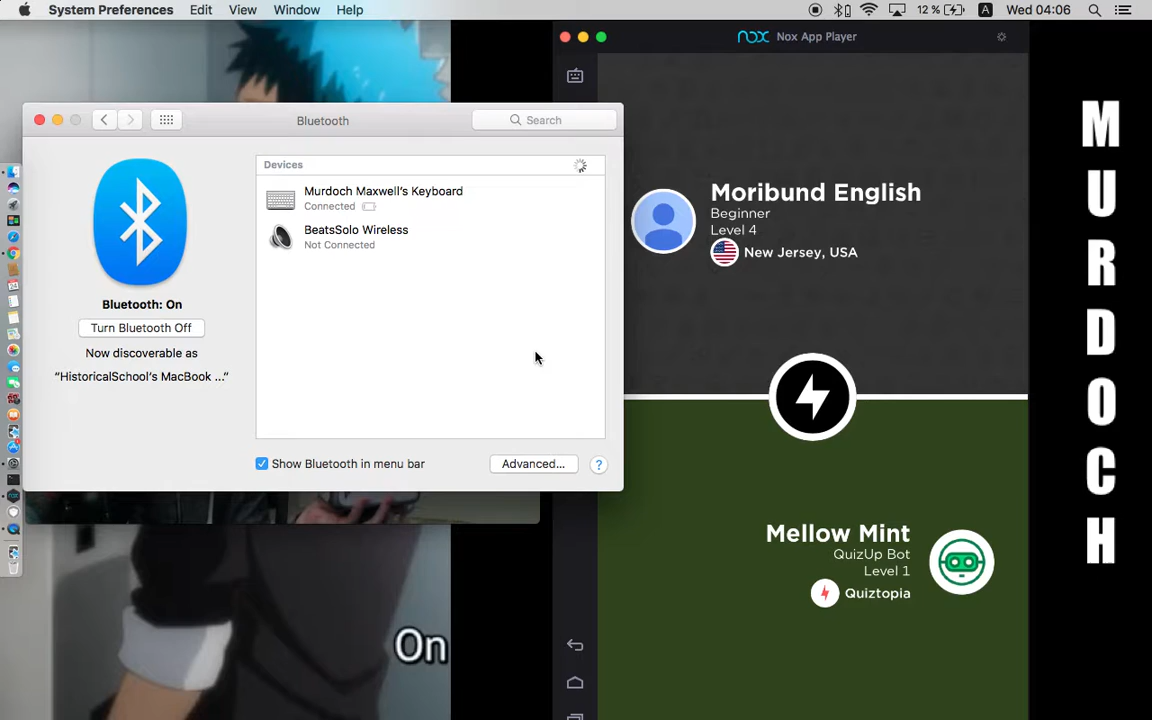 System Preferences Edit View Window Help
12 % A Wed 04:06
Bluetooth
Search
Devices
Murdoch Maxwell's Keyboard
Connected
BeatsSolo Wireless
Not Connected
Bluetooth: On
Turn Bluetooth Off
Now discoverable as
“HistoricalSchool’s MacBook ...”
Show Bluetooth in menu bar
Advanced...
?
On
nox Nox App Player
Moribund English
Beginner
Level 4
New Jersey, USA
Mellow Mint
QuizUp Bot
Level 1
Quiztopia
M
U
R
D
O
C
H